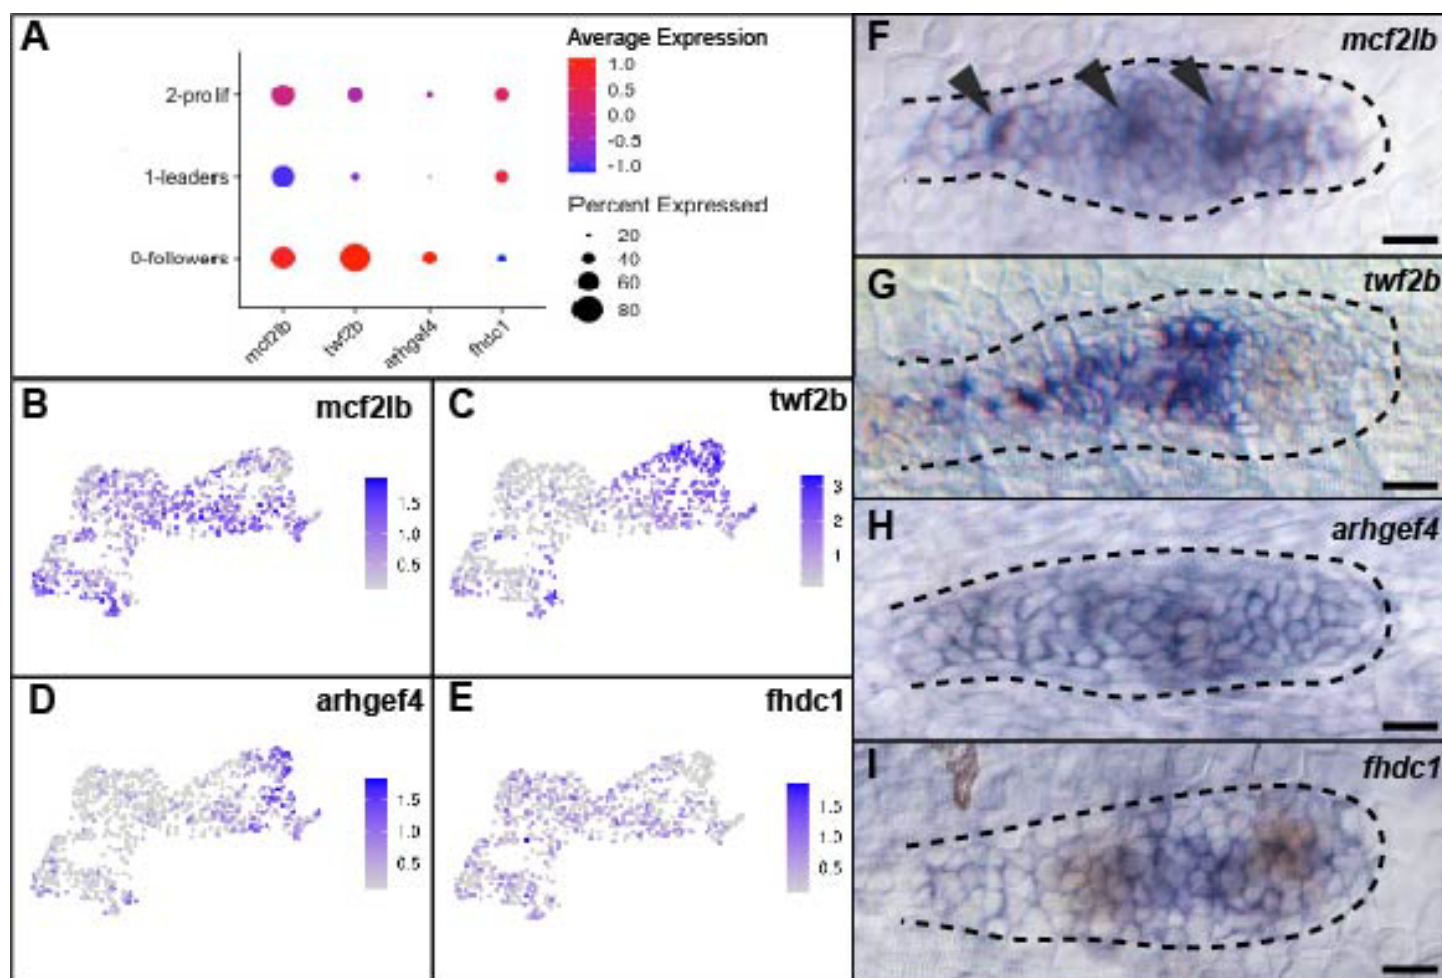 A
Average Expression
1.0
0.5
0.0
-0.5
-1.0
Percent Expressed
20
40
60
80
2-prolif
1-leaders
0-followers
mcf2lb
twf2b
arhgef4
fhdc1
B
mcf2lb
1.5
1.0
0.5
C
twf2b
3
2
1
D
arhgef4
1.5
1.0
0.5
E
fhdc1
1.5
1.0
0.5
F
mcf2lb
G
twf2b
H
arhgef4
I
fhdc1